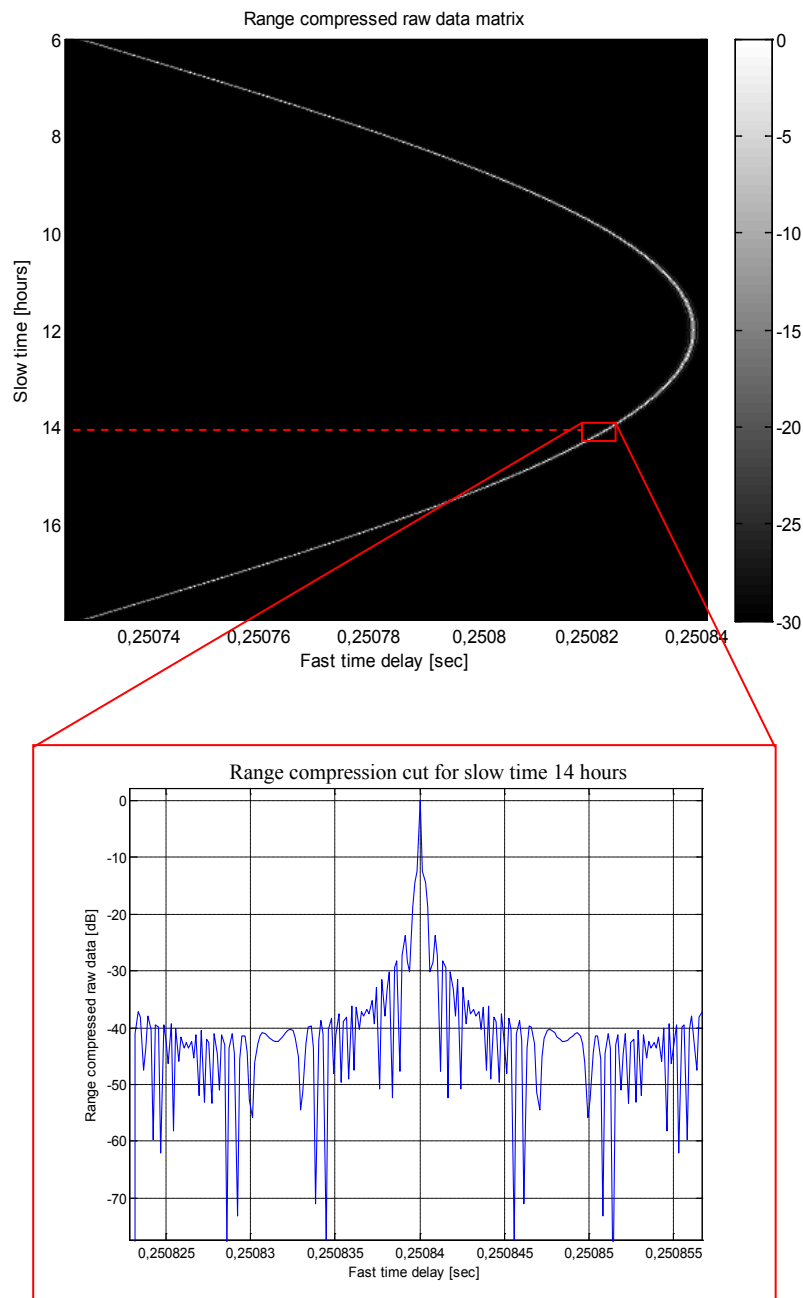 Range compressed raw data matrix
Slow time [hours]
6
8
10
12
14
16
0,25074 0,25076 0,25078 0,2508 0,25082 0,25084
Fast time delay [sec]
0
-5
-10
-15
-20
-25
-30
Range compression cut for slow time 14 hours
Range compressed raw data [dB]
0
-10
-20
-30
-40
-50
-60
-70
0,250825 0,25083 0,250835 0,25084 0,250845 0,25085 0,250855
Fast time delay [sec]